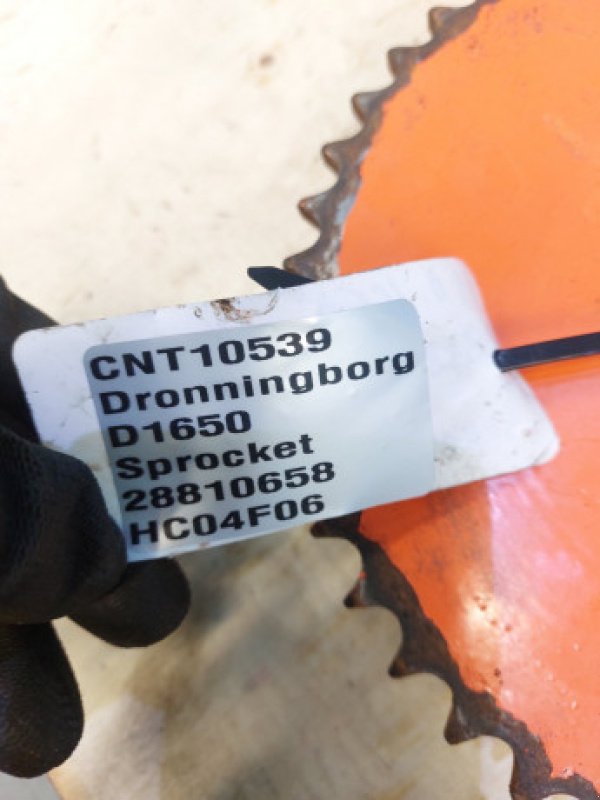 CNT10539
Dronningborg
D1650
Sprocket
28810658
HC04F06